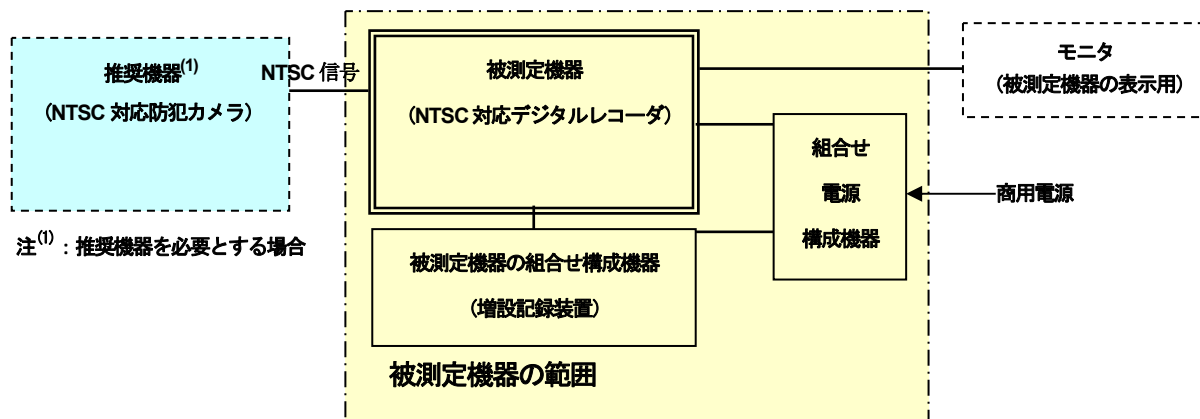 推奨機器(1)
（NTSC 対応防犯カメラ）
NTSC 信号
被測定機器
（NTSC 対応デジタルレコーダ）
モニタ
（被測定機器の表示用）
組合せ
電源
構成機器
商用電源
注(1)：推奨機器を必要とする場合
被測定機器の組合せ構成機器
（増設記録装置）
被測定機器の範囲